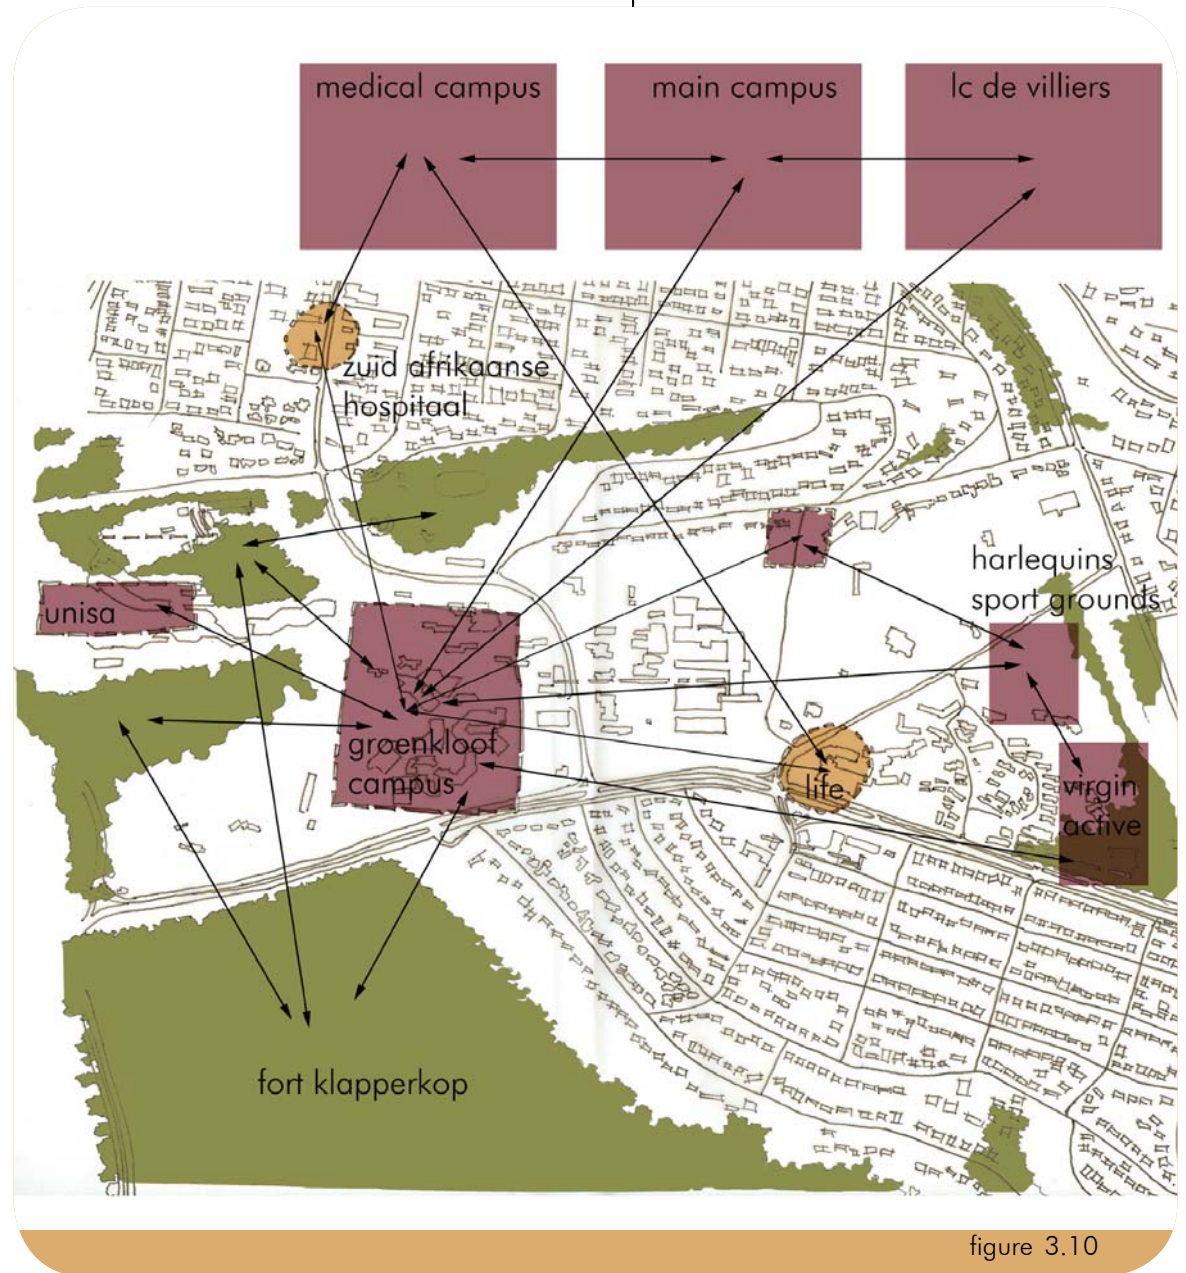 medical campus
main campus
lc de villiers
zuid afrikaanse
hospitaal
harlequins
sport grounds
unisa
groenkloof
campus
life
virgin
active
fort klapperkop
figure 3.10